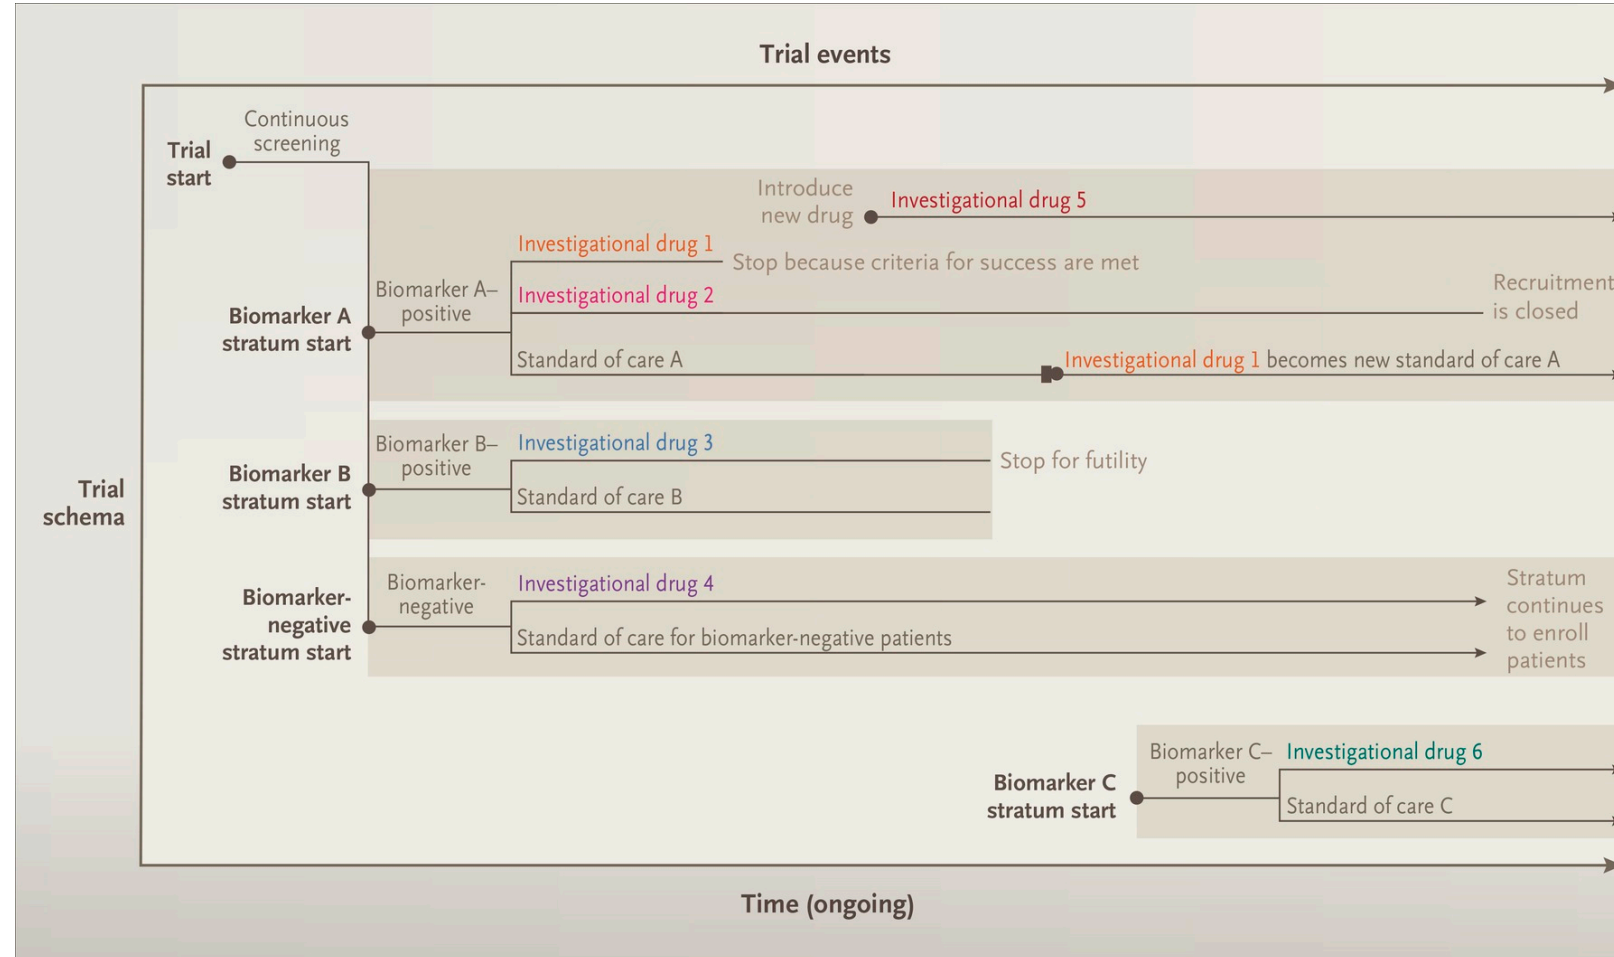 Trial events
Continuous
screening
Trial
start
Introduce
new drug
Investigational drug 5
Investigational drug 1
Stop because criteria for success are met
Biomarker A–
positive
Investigational drug 2
Recruitment
is closed
Biomarker A
stratum start
Standard of care A
Investigational drug 1 becomes new standard of care A
Biomarker B–
positive
Investigational drug 3
Stop for futility
Biomarker B
stratum start
Standard of care B
Trial
schema
Biomarker-
negative
Investigational drug 4
Stratum
continues
to enroll
patients
Biomarker-
negative
stratum start
Standard of care for biomarker-negative patients
Biomarker C–
positive
Investigational drug 6
Biomarker C
stratum start
Standard of care C
Time (ongoing)